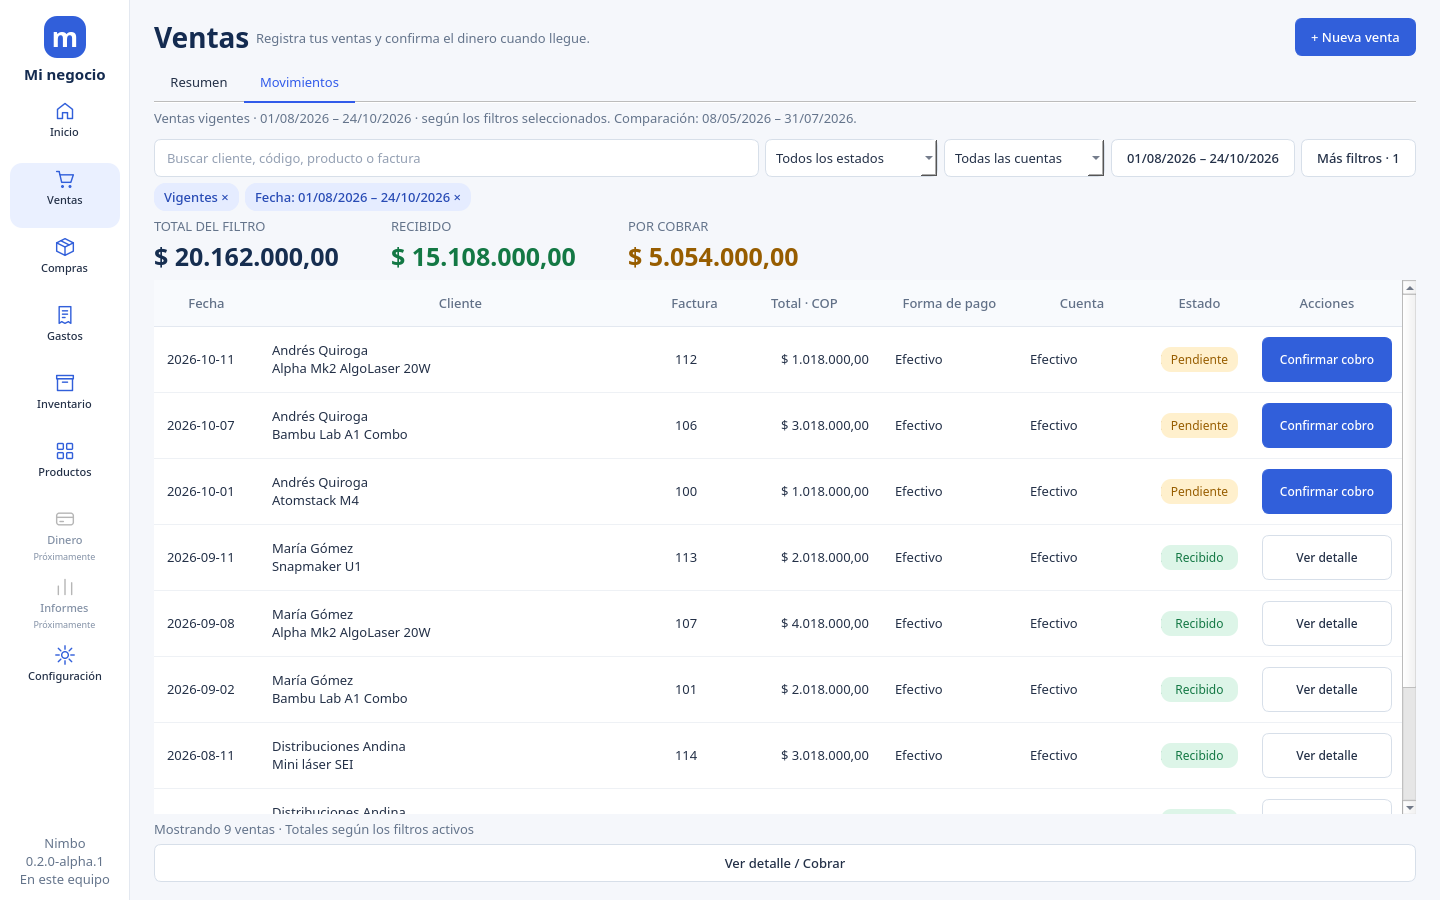 m
Mi negocio
Inicio
Ventas
Compras
Gastos
Inventario
Productos
Dinero
Próximamente
Informes
Próximamente
Configuración
Nimbo
0.2.0-alpha.1
En este equipo
Ventas Registra tus ventas y confirma el dinero cuando llegue.
+ Nueva venta
Resumen Movimientos
Ventas vigentes · 01/08/2026 – 24/10/2026 · según los filtros seleccionados. Comparación: 08/05/2026 – 31/07/2026.
Buscar cliente, código, producto o factura Todos los estados Todas las cuentas 01/08/2026 – 24/10/2026 Más filtros · 1
Vigentes × Fecha: 01/08/2026 – 24/10/2026 ×
TOTAL DEL FILTRO RECIBIDO POR COBRAR
$ 20.162.000,00 $ 15.108.000,00 $ 5.054.000,00
Fecha Cliente Factura Total · COP Forma de pago Cuenta Estado Acciones
2026-10-11 Andrés Quiroga 112 $ 1.018.000,00 Efectivo Efectivo Pendiente Confirmar cobro
Alpha Mk2 AlgoLaser 20W
2026-10-07 Andrés Quiroga 106 $ 3.018.000,00 Efectivo Efectivo Pendiente Confirmar cobro
Bambu Lab A1 Combo
2026-10-01 Andrés Quiroga 100 $ 1.018.000,00 Efectivo Efectivo Pendiente Confirmar cobro
Atomstack M4
2026-09-11 María Gómez 113 $ 2.018.000,00 Efectivo Efectivo Recibido Ver detalle
Snapmaker U1
2026-09-08 María Gómez 107 $ 4.018.000,00 Efectivo Efectivo Recibido Ver detalle
Alpha Mk2 AlgoLaser 20W
2026-09-02 María Gómez 101 $ 2.018.000,00 Efectivo Efectivo Recibido Ver detalle
Bambu Lab A1 Combo
2026-08-11 Distribuciones Andina 114 $ 3.018.000,00 Efectivo Efectivo Recibido Ver detalle
Mini láser SEI
Distribuciones Andina
Mostrando 9 ventas · Totales según los filtros activos
Ver detalle / Cobrar